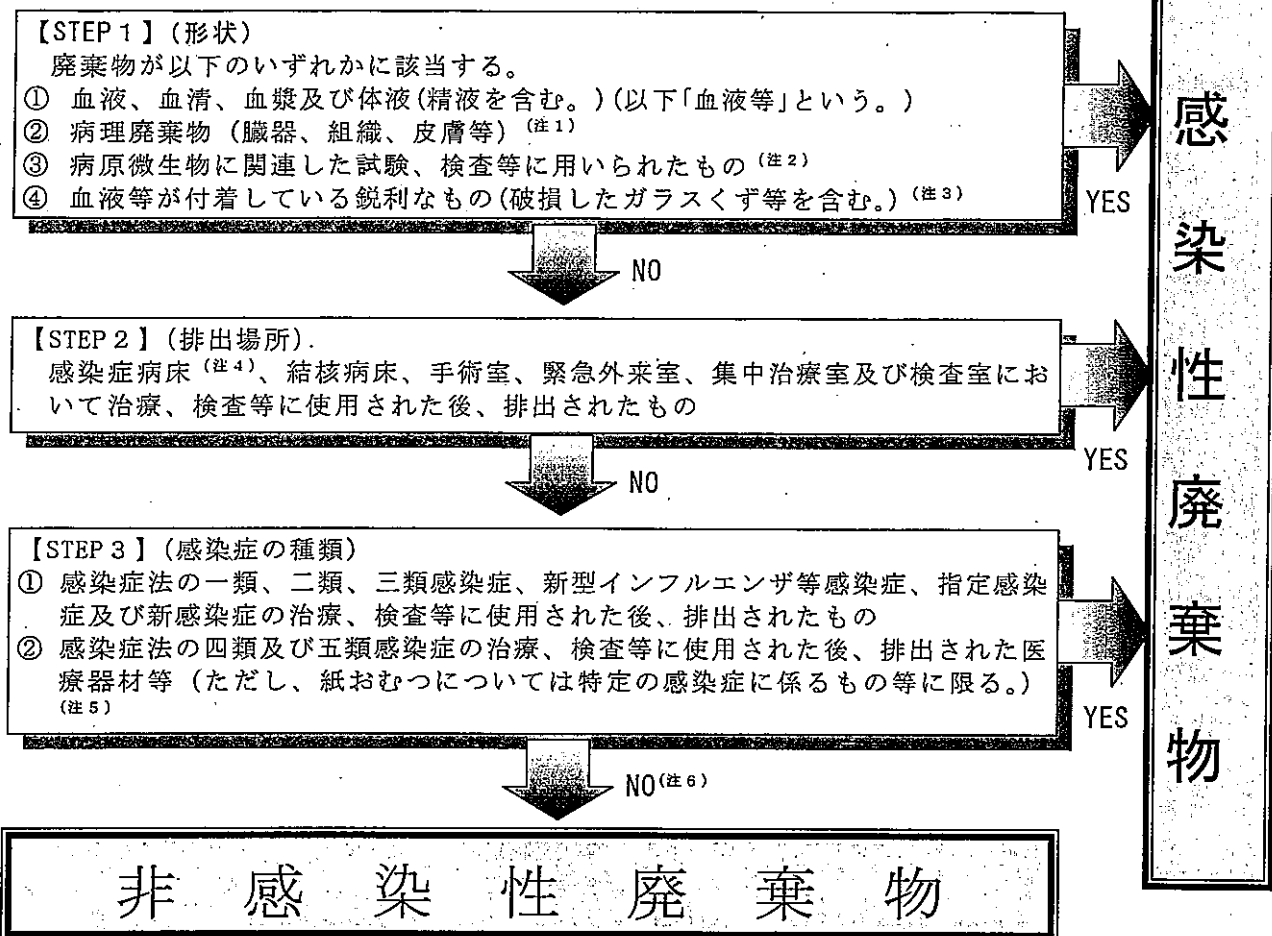 【STEP 1】(形状)
廃棄物が以下のいずれかに該当する。
① 血液、血清、血漿及び体液(精液を含む。)(以下「血液等」という。)
② 病理廃棄物(臓器、組織、皮膚等)(注1)
③ 病原微生物に関連した試験、検査等に用いられたもの(注2)
④ 血液等が付着している鋭利なもの(破損したガラスくず等を含む。)(注3)
YES
NO
【STEP 2】(排出場所)
感染症病床(注4)、結核病床、手術室、緊急外来室、集中治療室及び検査室にお
いて治療、検査等に使用された後、排出されたもの
YES
NO
【STEP 3】(感染症の種類)
① 感染症法の一類、二類、三類感染症、新型インフルエンザ等感染症、指定感染
症及び新感染症の治療、検査等に使用された後、排出されたもの
② 感染症法の四類及び五類感染症の治療、検査等に使用された後、排出された医
療器材等(ただし、紙おむつについては特定の感染症に係るもの等に限る。)
(注5)
YES
NO(注6)
感染性廃棄物
非感染性廃棄物